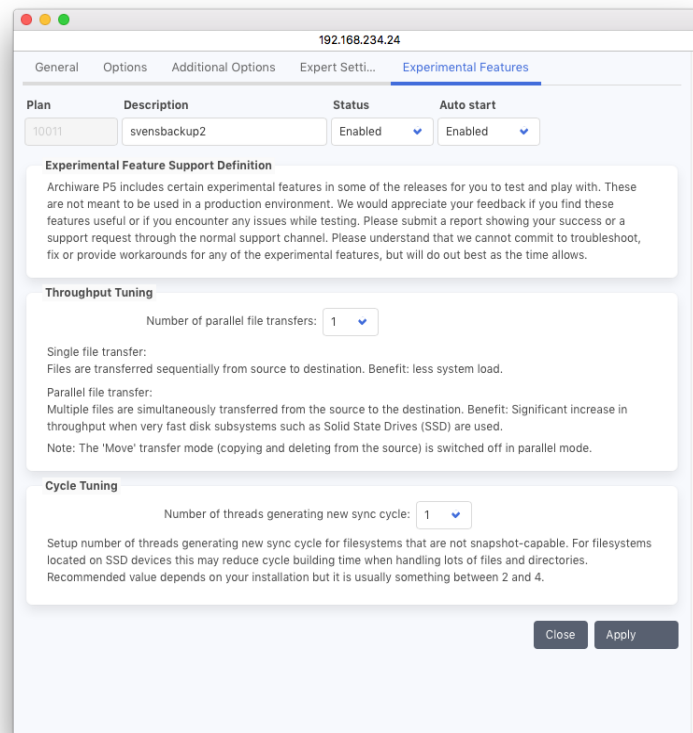 192.168.234.24
General Options Additional Options Expert Setti... Experimental Features
Plan Description Status Auto start
10011 svensbackup2 Enabled Enabled
Experimental Feature Support Definition
Archiware P5 includes certain experimental features in some of the releases for you to test and play with. These
are not meant to be used in a production environment. We would appreciate your feedback if you find these
features useful or if you encounter any issues while testing. Please submit a report showing your success or a
support request through the normal support channel. Please understand that we cannot commit to troubleshoot,
fix or provide workarounds for any of the experimental features, but will do out best as the time allows.
Throughput Tuning
Number of parallel file transfers: 1
Single file transfer:
Files are transferred sequentially from source to destination. Benefit: less system load.
Parallel file transfer:
Multiple files are simultaneously transferred from the source to the destination. Benefit: Significant increase in
throughput when very fast disk subsystems such as Solid State Drives (SSD) are used.
Note: The 'Move' transfer mode (copying and deleting from the source) is switched off in parallel mode.
Cycle Tuning
Number of threads generating new sync cycle: 1
Setup number of threads generating new sync cycle for filesystems that are not snapshot-capable. For filesystems
located on SSD devices this may reduce cycle building time when handling lots of files and directories.
Recommended value depends on your installation but it is usually something between 2 and 4.
Close Apply